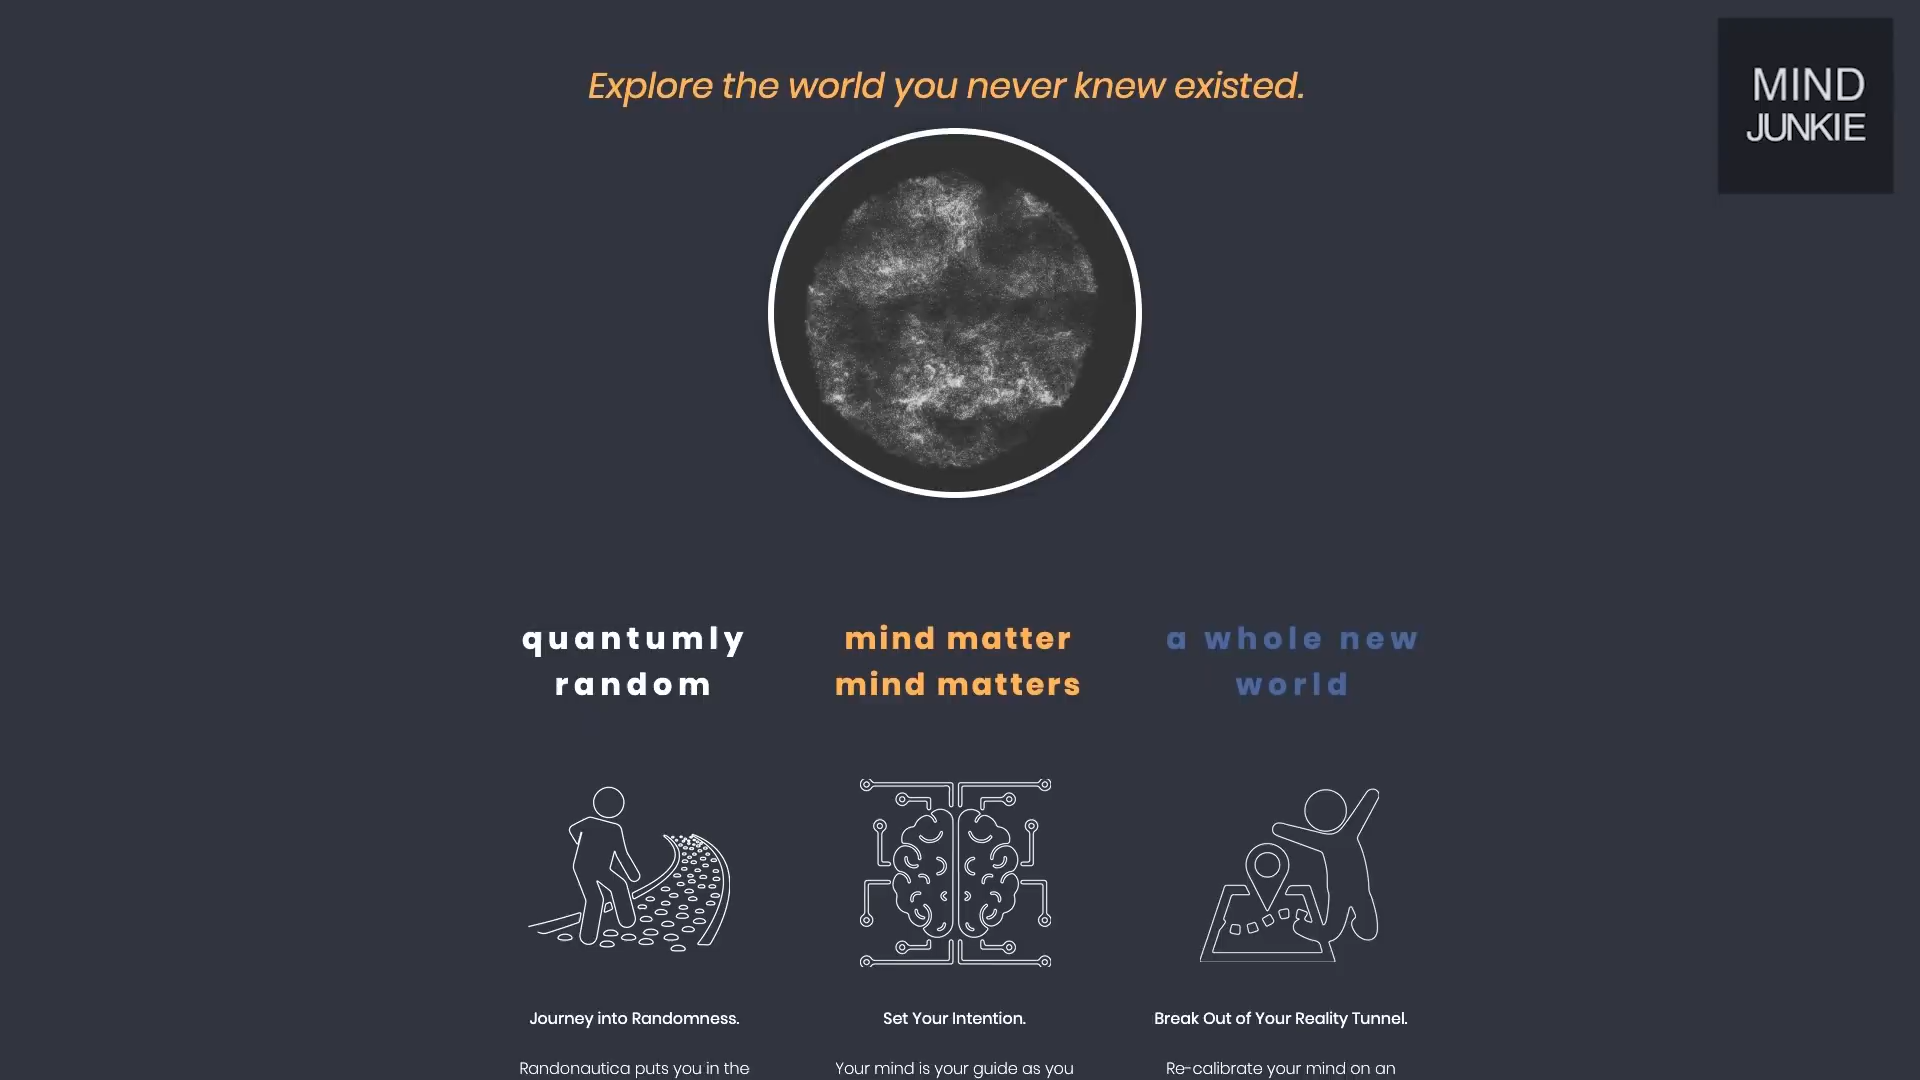 Explore the world you never knew existed.
MIND
JUNKIE
quantumly
random
mind matter
mind matters
a whole new
world
Journey into Randomness.
Set Your Intention.
Break Out of Your Reality Tunnel.
Randonautica puts you in the
Your mind is your guide as you
Re-calibrate your mind on an